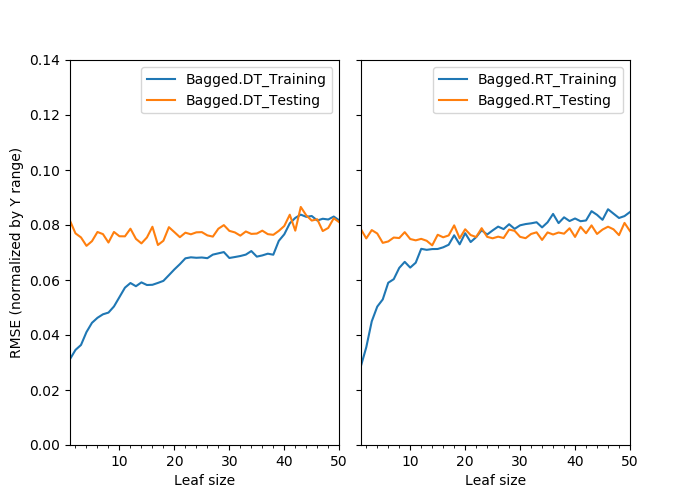 Bagged.DT_Training
Bagged.DT_Testing
Bagged.RT_Training
Bagged.RT_Testing
RMSE (normalized by Y range)
0.14
0.12
0.10
0.08
0.06
0.04
0.02
0.00
10 20 30 40 50
10 20 30 40 50
Leaf size
Leaf size